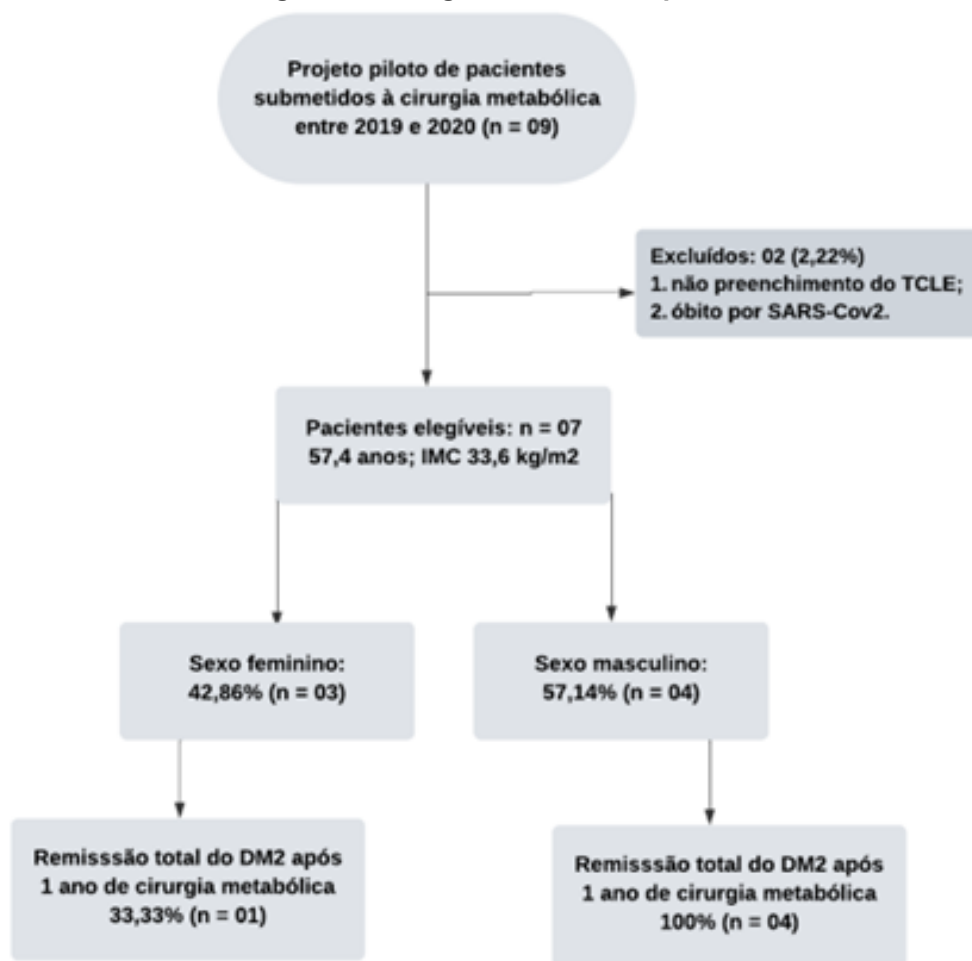 Projeto piloto de pacientes
submetidos à cirurgia metabólica
entre 2019 e 2020 (n = 09)
Excluídos: 02 (2,22%)
1. não preenchimento do TCLE;
2. óbito por SARS-Cov2.
Pacientes elegíveis: n = 07
57,4 anos; IMC 33,6 kg/m2
Sexo feminino:
42,86% (n = 03)
Sexo masculino:
57,14% (n = 04)
Remisssão total do DM2 após
1 ano de cirurgia metabólica
33,33% (n = 01)
Remisssão total do DM2 após
1 ano de cirurgia metabólica
100% (n = 04)